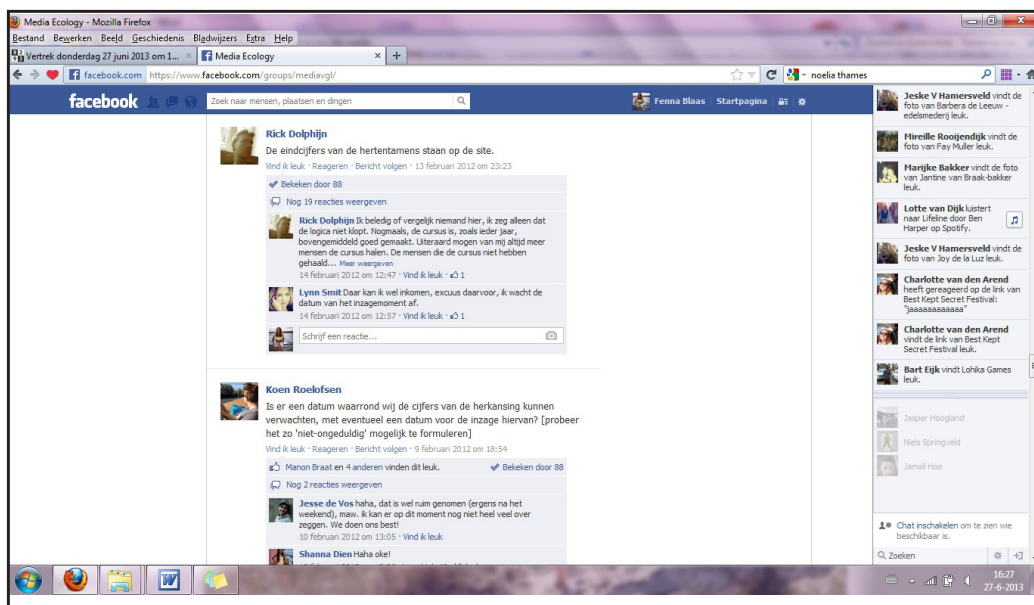 Media Ecology - Mozilla Firefox
Bestand Bewerken Beeld Geschiedenis Bladwijzers Extra Help
Vertrek donderdag 27 juni 2013 om 1...
Media Ecology
facebook.com https://www.facebook.com/groups/mediavgl/
noelia thames
facebook
Zoek naar mensen, plaatsen en dingen
Fenna Blaas Startpagina
Rick Dolphijn
De eindcijfers van de hertentamens staan op de site.
Vind ik leuk · Reageren · Bericht volgen · 13 februari 2012 om 23:23
Bekeken door 88
Nog 19 reacties weergeven
Rick Dolphijn Ik beledig of vergelijk niemand hier, ik zeg alleen dat
de logica niet klopt. Nogmaals, de cursus is, zoals ieder jaar,
bovengemiddeld goed gemaakt. Uiteraard mogen van mij altijd meer
mensen de cursus halen. De mensen die de cursus niet hebben
gehaald... Meer weergeven
14 februari 2012 om 12:47 · Vind ik leuk · 1
Lynn Smit Daar kan ik wel inkomen, excuus daarvoor, ik wacht de
datum van het inzagemoment af.
14 februari 2012 om 12:57 · Vind ik leuk · 1
Schrijf een reactie...
Koen Roelofsen
Is er een datum waarrond wij de cijfers van de herkansing kunnen
verwachten, met eventueel een datum voor de inzage hiervan? [probeer
het zo 'niet-ongeduldig' mogelijk te formuleren]
Vind ik leuk · Reageren · Bericht volgen · 9 februari 2012 om 18:54
Manon Braat en 4 anderen vinden dit leuk.
Bekeken door 88
Nog 2 reacties weergeven
Jesse de Vos haha, dat is wel ruim genomen (ergens na het
weekend), maw. ik kan er op dit moment nog niet heel veel over
zeggen. We doen ons best!
10 februari 2012 om 13:05 · Vind ik leuk
Shanna Dien Haha oke!
Jeske V Hamersveld vindt de
foto van Barbera de Leeuw -
edelsmederij leuk.
Mireille Rooijendijk vindt de
foto van Fay Muller leuk.
Marijke Bakker vindt de foto
van Jantine van Braak-bakker
leuk.
Lotte van Dijk luistert
naar Lifeline door Ben
Harper op Spotify.
Jeske V Hamersveld vindt de
foto van Joy de la Luz leuk.
Charlotte van den Arend
heeft gereageerd op de link van
Best Kept Secret Festival:
"jaaaaaaaaaaaa"
Charlotte van den Arend
vindt de link van Best Kept
Secret Festival leuk.
Bart Eijk vindt Lohika Games
leuk.
Jasper Hoogland
Niels Springveld
Jamail Hoo
Chat inschakelen om te zien wie
beschikbaar is.
Zoeken
16:27
27-6-2013